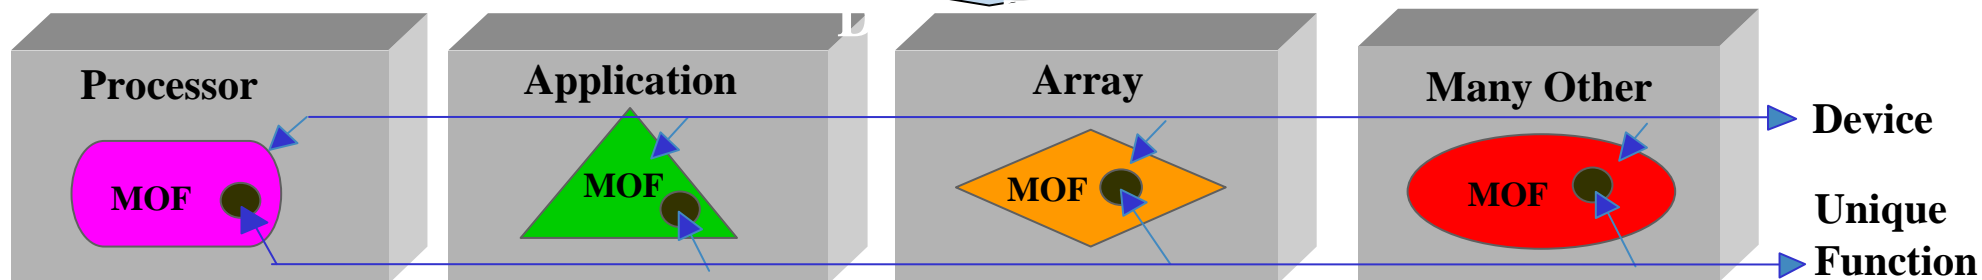 Processor
Application
Array
Many Other
Device
MOF
MOF
MOF
MOF
Unique
Function